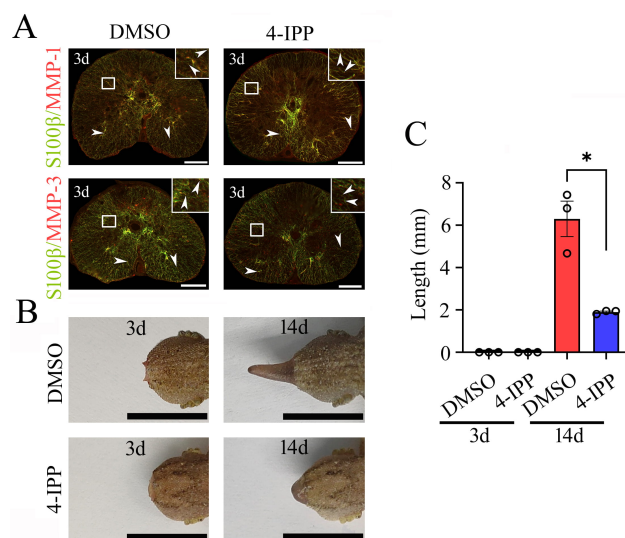 A
DMSO
4-IPP
S100β/MMP-1
3d
3d
S100β/MMP-3
3d
3d
B
DMSO
3d
14d
4-IPP
3d
14d
C
*
Length (mm)
8
6
4
2
0
DMSO
4-IPP
DMSO
4-IPP
3d
14d